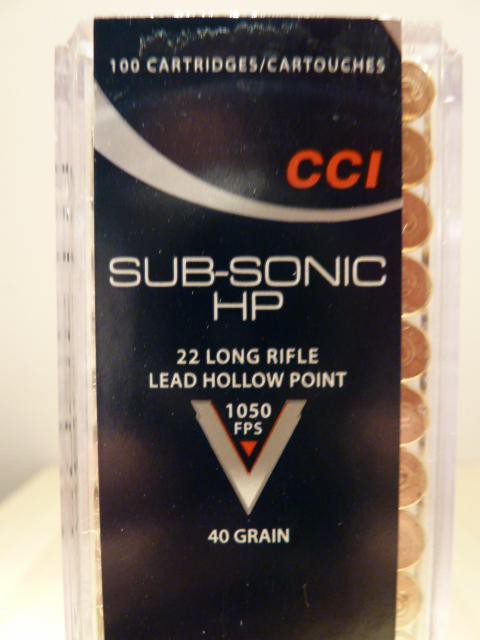 100 CARTRIDGES/CARTOUCHES
CCI
SUB-SONIC
HP
22 LONG RIFLE
LEAD HOLLOW POINT
1050
FPS
40 GRAIN